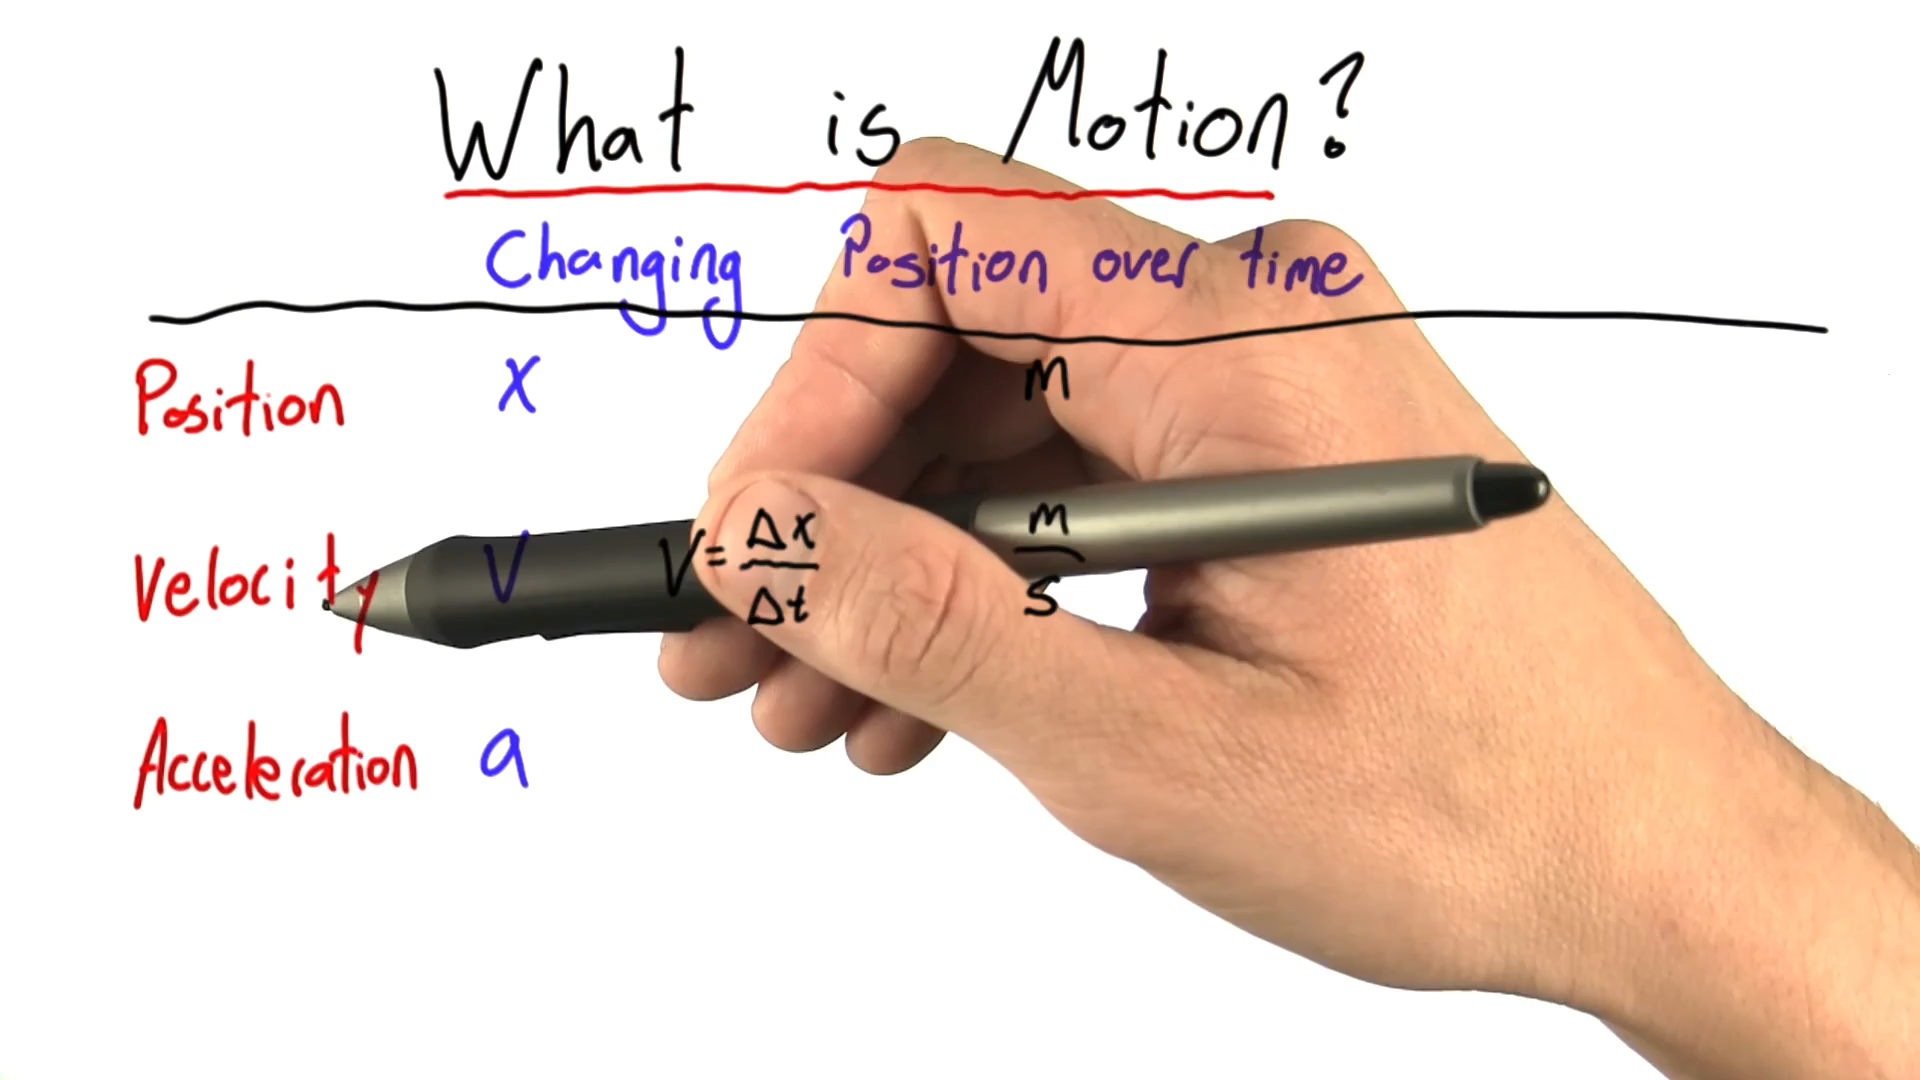 What is Motion?
Changing Position over time
Position x m
Velocity v v = Δx/Δt m/s
Acceleration a